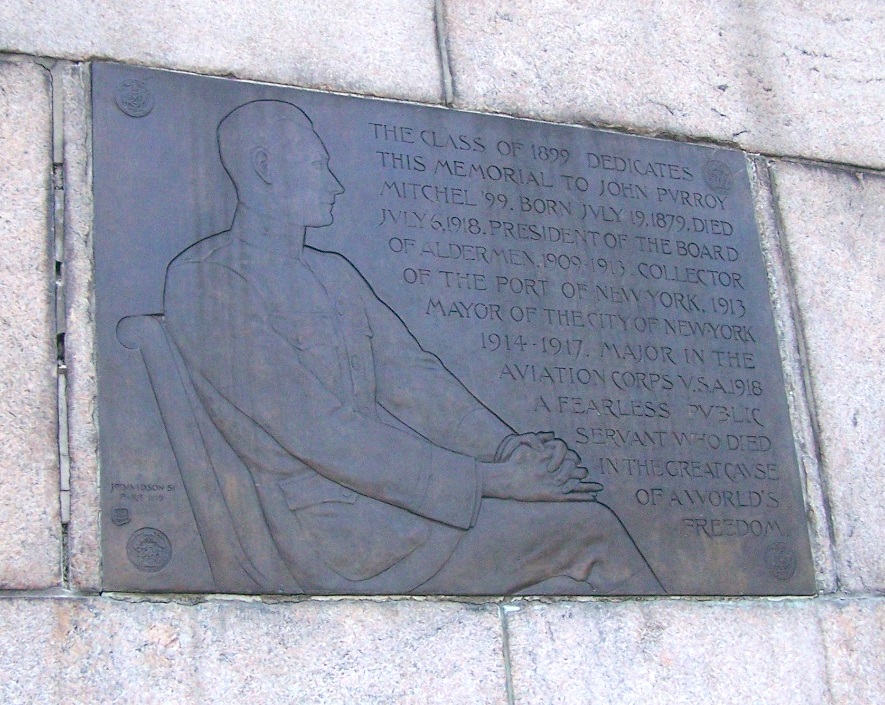 THE CLASS OF 1899 DEDICATES
THIS MEMORIAL TO JOHN PVRROY
MITCHEL '99. BORN JVLY 19, 1879. DIED
JVLY 6, 1918. PRESIDENT OF THE BOARD
OF ALDERMEN, 1909-1913. COLLECTOR
OF THE PORT OF NEW YORK, 1913
MAYOR OF THE CITY OF NEW YORK
1914-1917. MAJOR IN THE
AVIATION CORPS V.S.A. 1918
A FEARLESS PVBLIC
SERVANT WHO DIED
IN THE GREAT CAVSE
OF A WORLD'S
FREEDOM